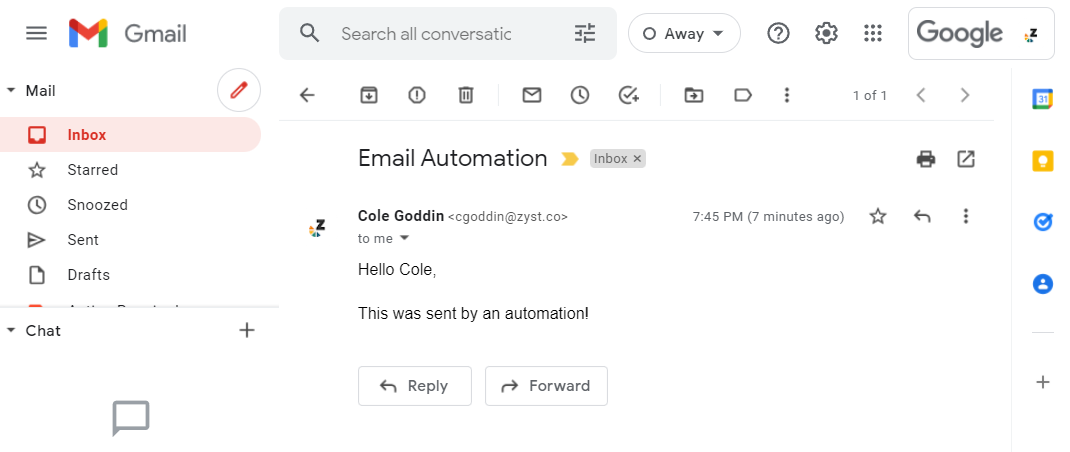 Gmail
Search all conversatic
Away
Google
Z
Mail
1 of 1
31
Inbox
Email Automation
Inbox ×
Starred
Snoozed
Cole Goddin <cgoddin@zyst.co>
7:45 PM (7 minutes ago)
Z
to me
Sent
Hello Cole,
Drafts
This was sent by an automation!
Chat
Reply
Forward